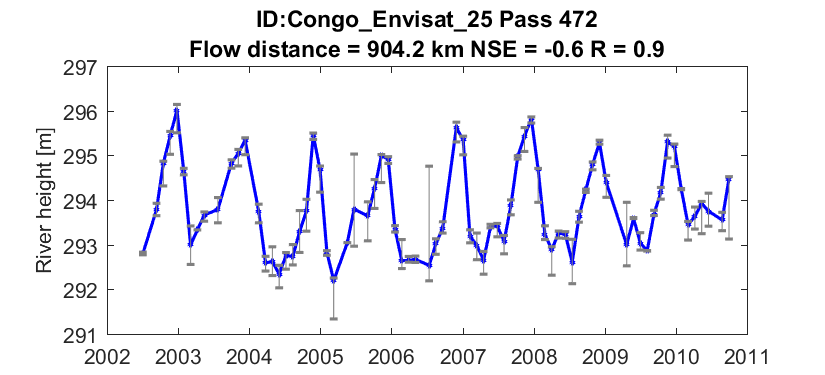 ID:Congo_Envisat_25 Pass 472
Flow distance = 904.2 km NSE = -0.6 R = 0.9
River height [m]
297
296
295
294
293
292
291
2002 2003 2004 2005 2006 2007 2008 2009 2010 2011